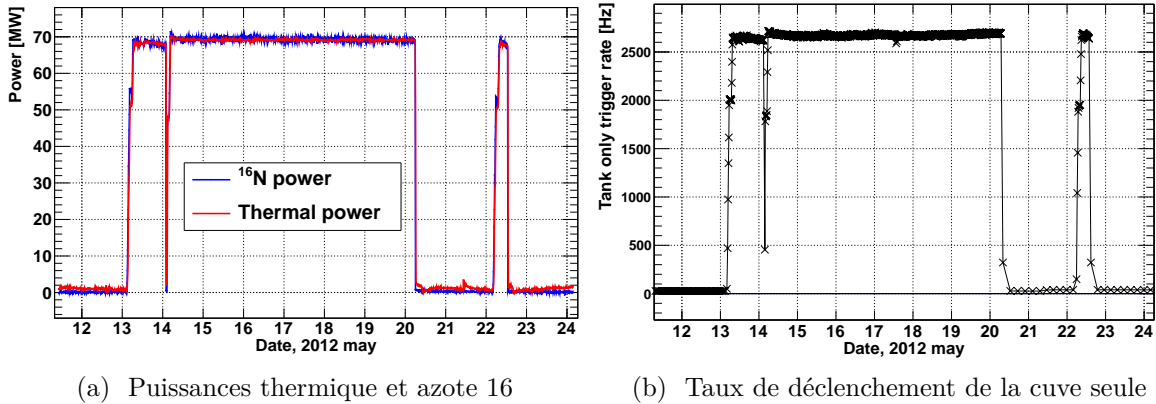 Power [MW]
70
60
50
40
30
20
10
0
¹⁶N power
Thermal power
12 13 14 15 16 17 18 19 20 21 22 23 24
Date, 2012 may
(a) Puissances thermique et azote 16
Tank only trigger rate [Hz]
2500
2000
1500
1000
500
0
12 13 14 15 16 17 18 19 20 21 22 23 24
Date, 2012 may
(b) Taux de déclenchement de la cuve seule